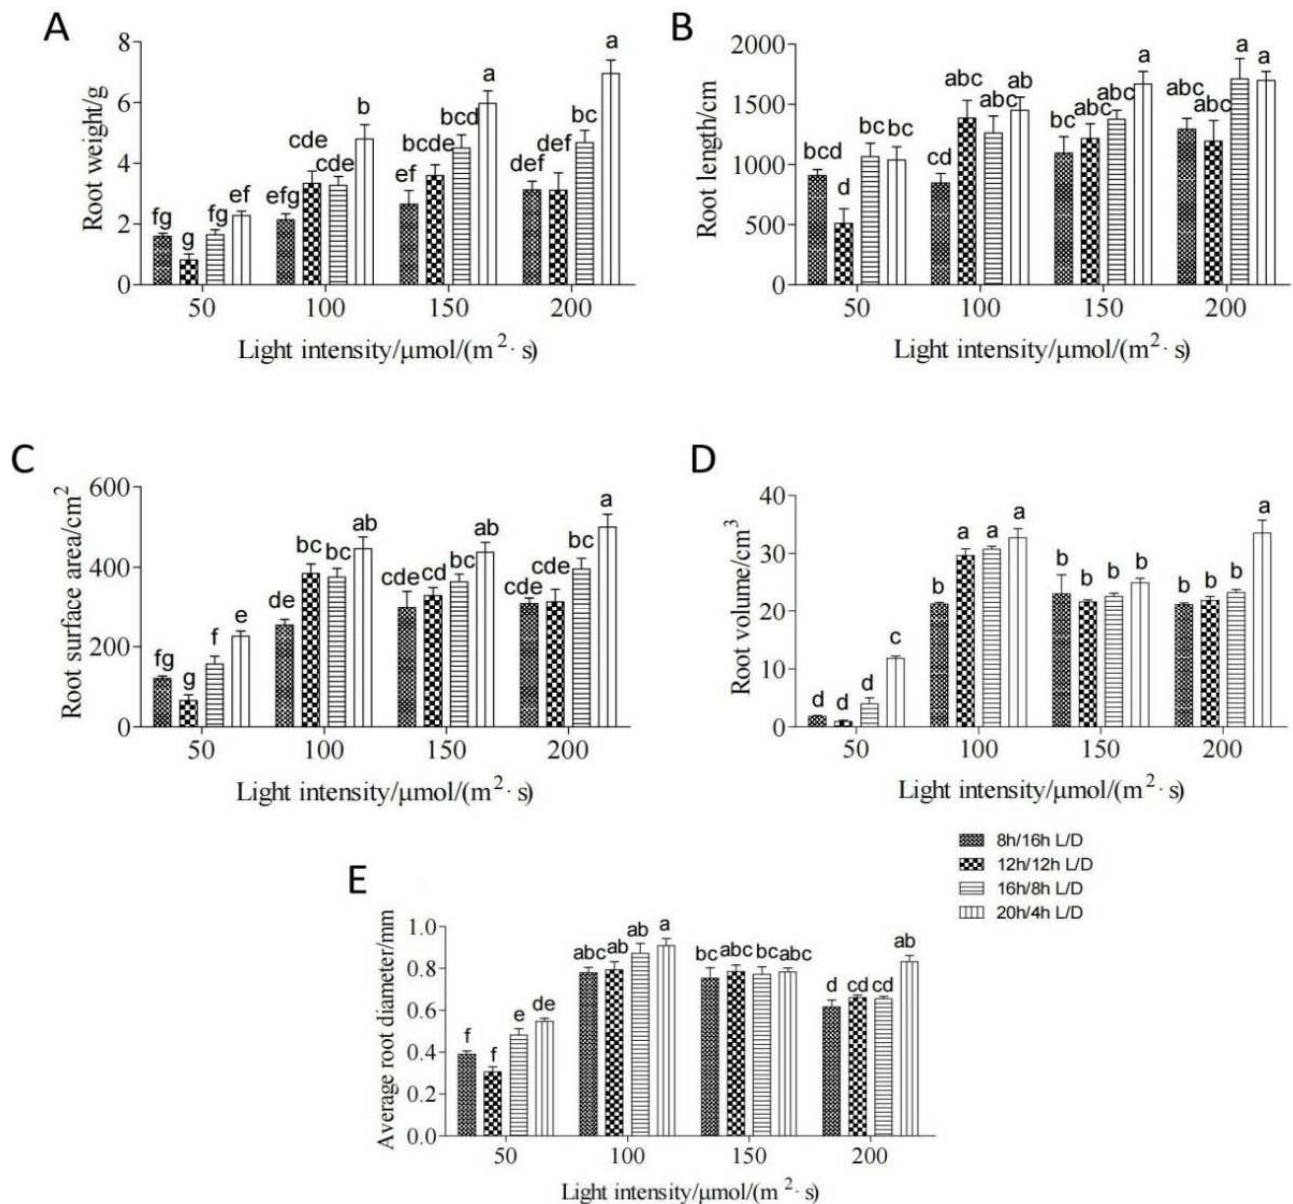 A
B
Root weight/g
8
6
4
2
0
fg
g
fg
ef
efg
cde
cde
b
ef
bcde
bcd
a
def
def
bc
a
50
100
150
200
Light intensity/μmol/(m²· s)
Root length/cm
2000
1500
1000
500
0
bcd
d
bc
bc
cd
abc
abc
ab
bc
abc
abc
a
abc
abc
a
a
50
100
150
200
Light intensity/μmol/(m²· s)
C
D
Root surface area/cm²
600
400
200
0
fg
g
f
e
de
bc
bc
ab
cde
cd
bc
ab
cde
cde
bc
a
50
100
150
200
Light intensity/μmol/(m²· s)
Root volume/cm³
40
30
20
10
0
d
d
d
c
b
a
a
a
b
b
b
b
b
b
b
a
50
100
150
200
Light intensity/μmol/(m²· s)
8h/16h L/D
12h/12h L/D
16h/8h L/D
20h/4h L/D
E
Average root diameter/mm
1.0
0.8
0.6
0.4
0.2
0.0
f
f
e
de
abc
ab
ab
a
bc
abc
bc
abc
d
cd
cd
ab
50
100
150
200
Light intensity/μmol/(m²· s)